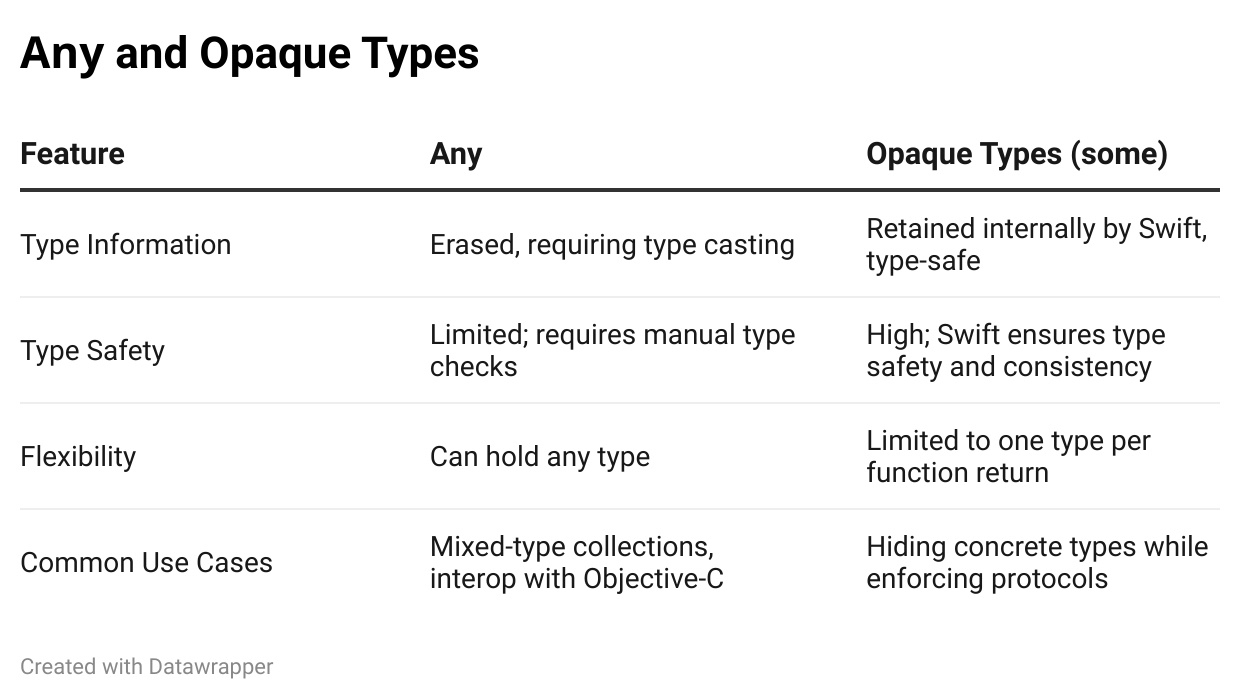 Any and Opaque Types
Feature Any Opaque Types (some)
Type Information Erased, requiring type casting Retained internally by Swift,
type-safe
Type Safety Limited; requires manual type
checks High; Swift ensures type
safety and consistency
Flexibility Can hold any type Limited to one type per
function return
Common Use Cases Mixed-type collections,
interop with Objective-C Hiding concrete types while
enforcing protocols
Created with Datawrapper